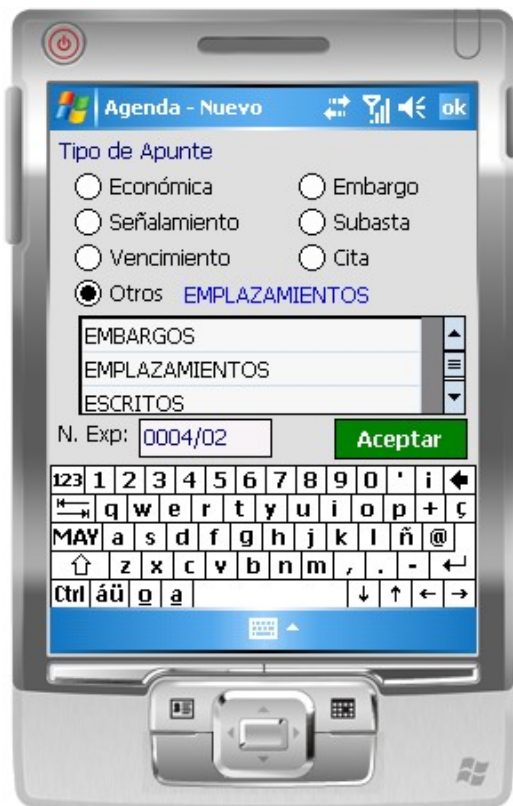 Agenda - Nuevo ok
Tipo de Apunte
Económica Embargo
Señalamiento Subasta
Vencimiento Cita
Otros EMPLAZAMIENTOS
EMBARGOS
EMPLAZAMIENTOS
ESCRITOS
N. Exp: 0004/02 Aceptar
123 1 2 3 4 5 6 7 8 9 0 ' ¡
q w e r t y u i o p + ç
MAY a s d f g h j k l ñ @
z x c v b n m , . -
Ctrl áü o a ↓ ↑ ← →